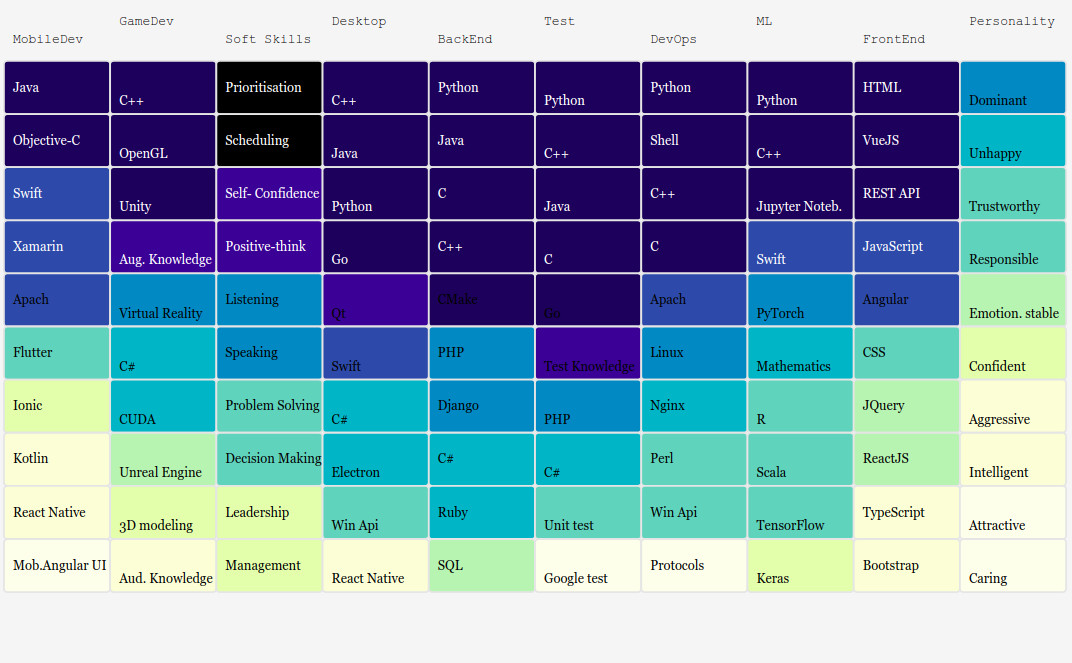 GameDev Desktop Test ML Personality
MobileDev Soft Skills BackEnd DevOps FrontEnd
Java C++ Prioritisation C++ Python Python Python Python HTML Dominant
Objective-C OpenGL Scheduling Java Java C++ Shell C++ VueJS Unhappy
Swift Unity Self- Confidence Python C Java C++ Jupyter Noteb. REST API Trustworthy
Xamarin Aug. Knowledge Positive-think Go C++ C C Swift JavaScript Responsible
Apach Virtual Reality Listening Qt CMake Go Apach PyTorch Angular Emotion. stable
Flutter C# Speaking Swift PHP Test Knowledge Linux Mathematics CSS Confident
Ionic CUDA Problem Solving C# Django PHP Nginx R JQuery Aggressive
Kotlin Unreal Engine Decision Making Electron C# C# Perl Scala ReactJS Intelligent
React Native 3D modeling Leadership Win Api Ruby Unit test Win Api TensorFlow TypeScript Attractive
Mob.Angular UI Aud. Knowledge Management React Native SQL Google test Protocols Keras Bootstrap Caring